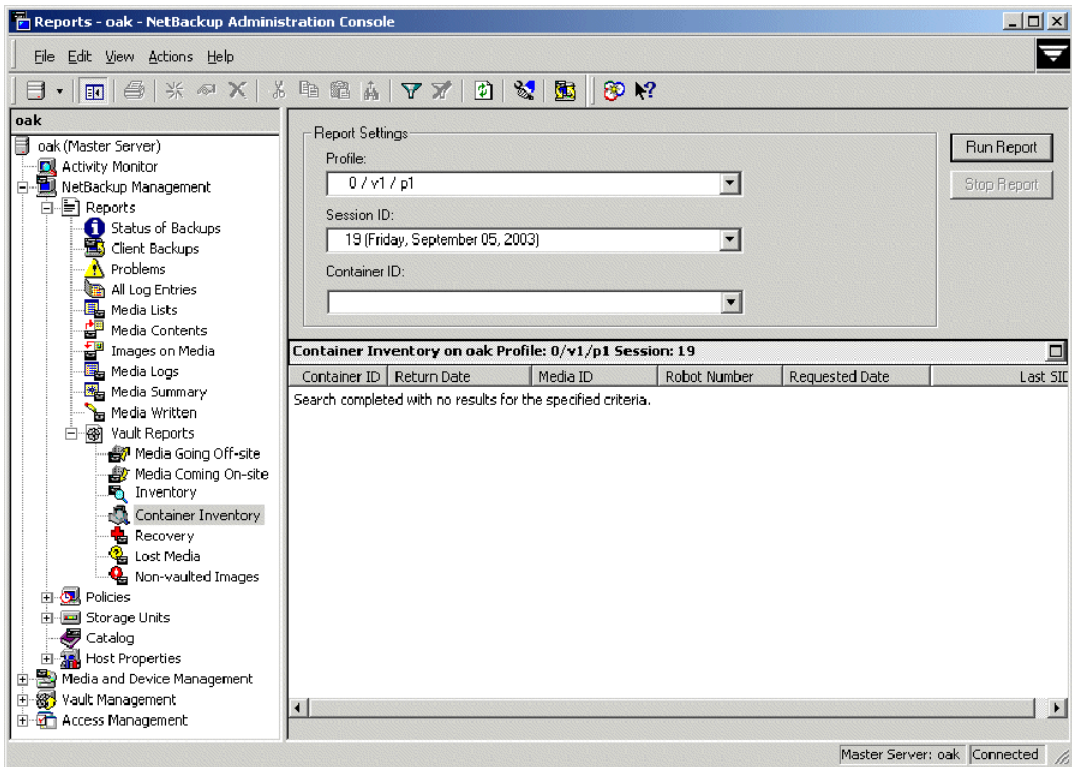 Reports - oak - NetBackup Administration Console
File Edit View Actions Help
oak
oak (Master Server)
Activity Monitor
NetBackup Management
Reports
Status of Backups
Client Backups
Problems
All Log Entries
Media Lists
Media Contents
Images on Media
Media Logs
Media Summary
Media Written
Vault Reports
Media Going Off-site
Media Coming On-site
Inventory
Container Inventory
Recovery
Lost Media
Non-vaulted Images
Policies
Storage Units
Catalog
Host Properties
Media and Device Management
Vault Management
Access Management
Report Settings
Profile:
0 / v1 / p1
Session ID:
19 (Friday, September 05, 2003)
Container ID:
Run Report
Stop Report
Container Inventory on oak Profile: 0/v1/p1 Session: 19
Container ID Return Date Media ID Robot Number Requested Date Last SID
Search completed with no results for the specified criteria.
Master Server: oak Connected